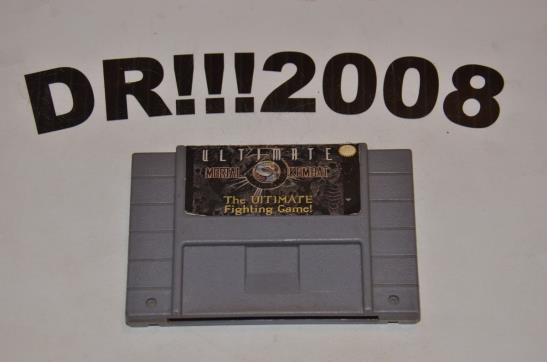 DR!!!2008
ULTIMATE
MORTAL KOMBAT
The UlTIMATE
Fighting Game!